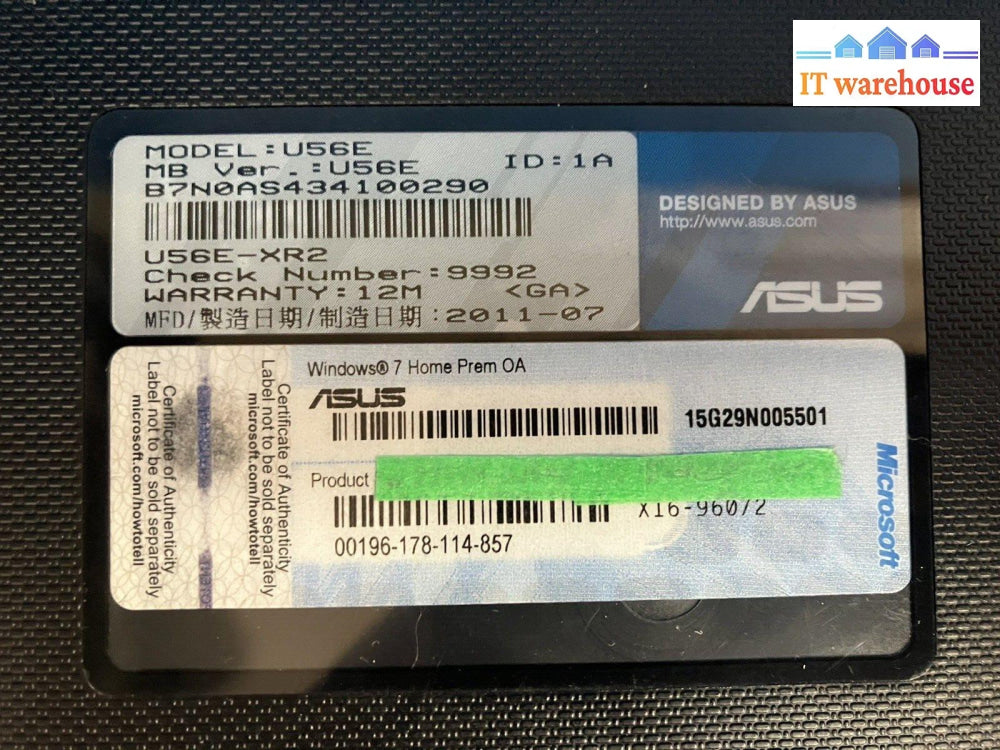 IT warehouse
MODEL:U56E
MB Ver.:U56E
ID:1A
B7N0AS434100290
U56E-XR2
Check Number:9992
WARRANTY:12M <GA>
MFD/製造日期/制造日期:2011-07
DESIGNED BY ASUS
http://www.asus.com
ASUS
Certificate of Authenticity
Label not to be sold separately
microsoft.com/howtotell
Certificate of Authenticity
Label not to be sold separately
microsoft.com/howtotell
Windows® 7 Home Prem OA
ASUS
15G29N005501
Product
X16-96072
00196-178-114-857
Microsoft